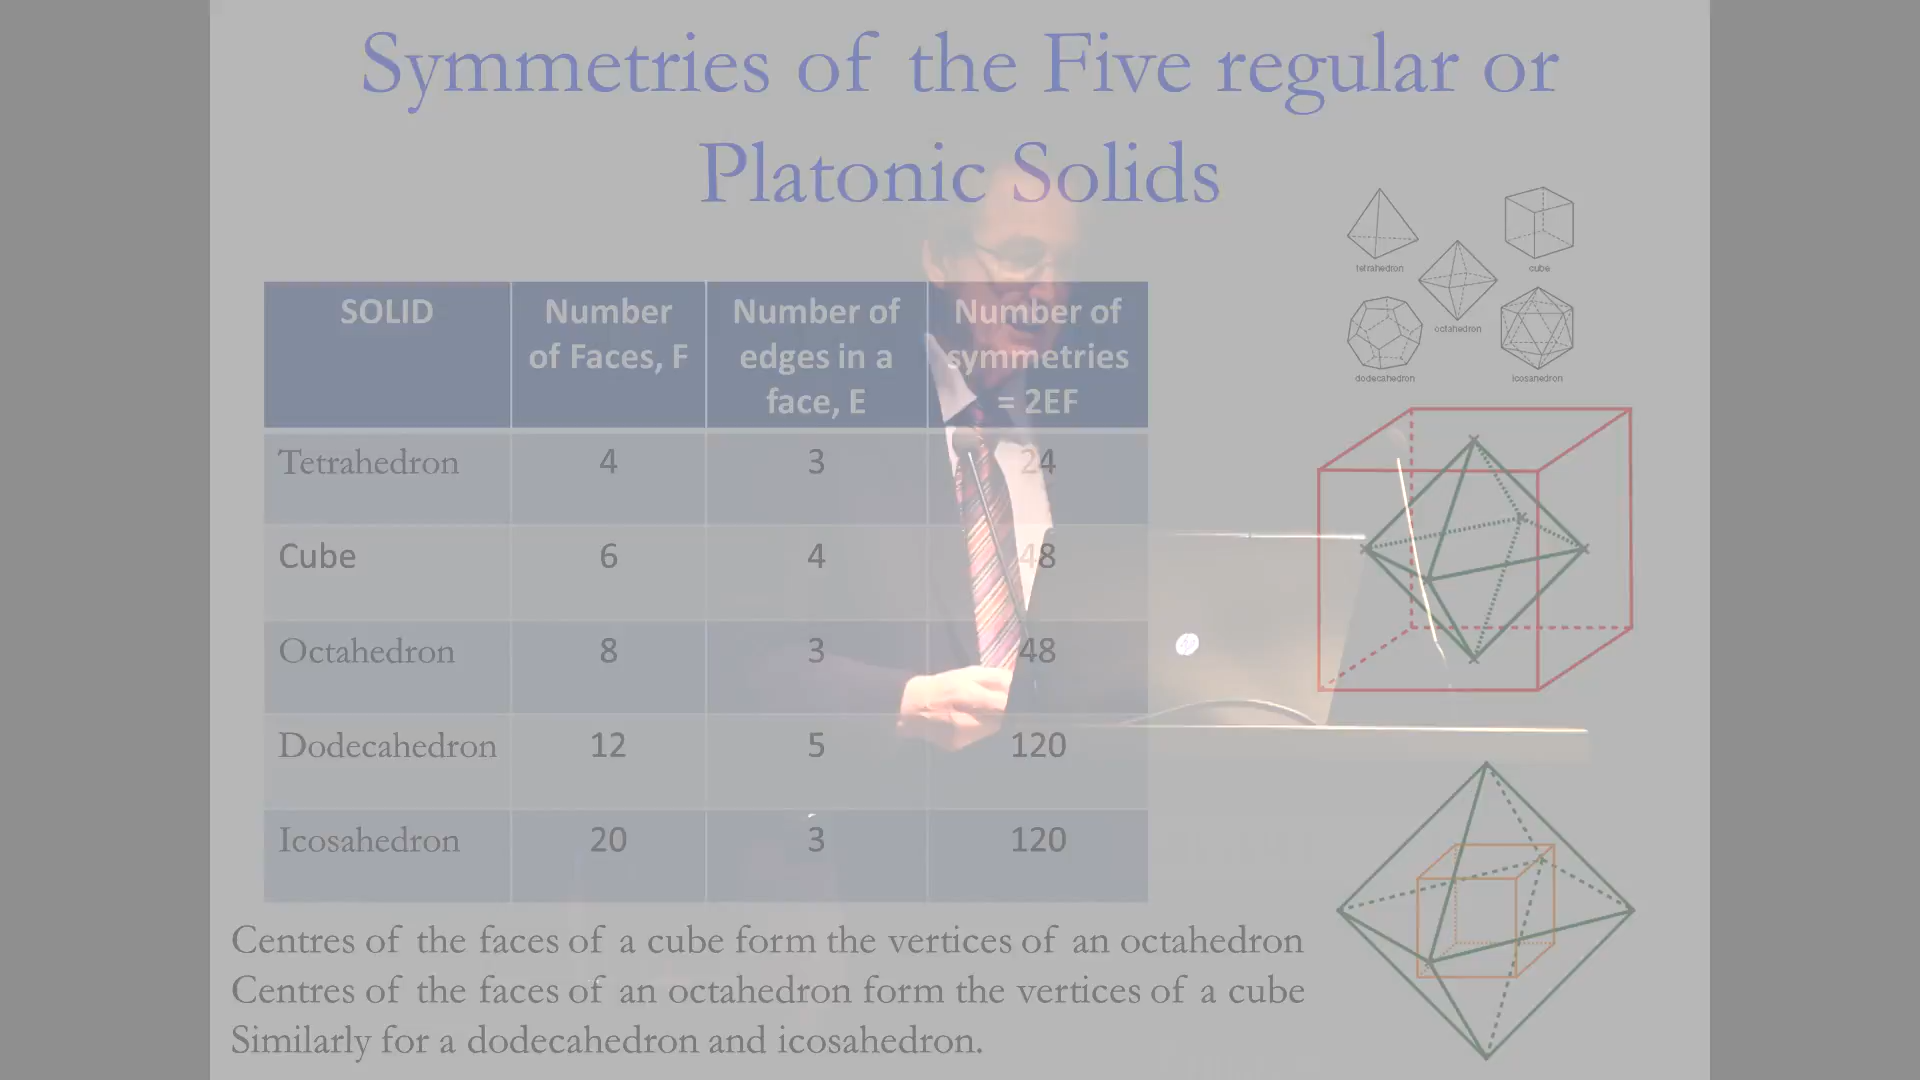 Symmetries of the Five regular or
Platonic Solids
SOLID
Number
of Faces, F
Number of
edges in a
face, E
Number of
symmetries
= 2EF
Tetrahedron 4 3 24
Cube 6 4 48
Octahedron 8 3 48
Dodecahedron 12 5 120
Icosahedron 20 3 120
tetrahedron
cube
octahedron
dodecahedron
icosahedron
Centres of the faces of a cube form the vertices of an octahedron
Centres of the faces of an octahedron form the vertices of a cube
Similarly for a dodecahedron and icosahedron.